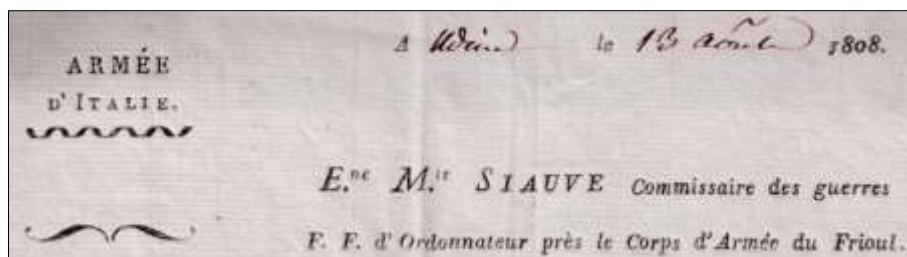 A Udine le 13 août 1808.
ARMÉE
D'ITALIE.
E.ne M.ie SIAUVE Commissaire des guerres
F. F. d'Ordonnateur près le Corps d'Armée du Frioul.